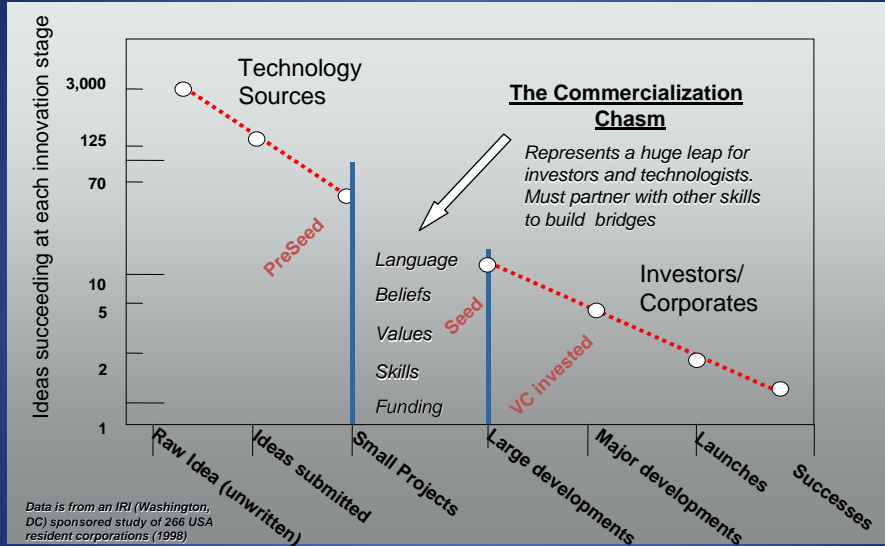 Ideas succeeding at each innovation stage
3,000
125
70
10
5
2
1
Technology
Sources
The Commercialization
Chasm
Represents a huge leap for
investors and technologists.
Must partner with other skills
to build bridges
PreSeed
Language
Beliefs
Values
Skills
Funding
Seed
VC invested
Investors/
Corporates
Raw Idea (unwritten)
Ideas submitted
Small Projects
Large developments
Major developments
Launches
Successes
Data is from an IRI (Washington,
DC) sponsored study of 266 USA
resident corporations (1998)